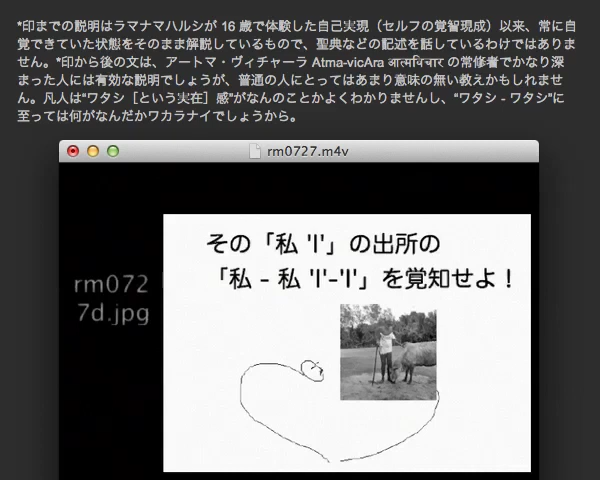 *印までの説明はラマナマハルシが 16 歳で体験した自己実現（セルフの覚智現成）以来、常に自
覚できていた状態をそのまま解説しているもので、聖典などの記述を話しているわけではありま
せん。*印から後の文は、アートマ・ヴィチャーラ Atma-vicAra आत्मविचार の常修者でかなり深
まった人には有効な説明でしょうが、普通の人にとってはあまり意味の無い教えかもしれませ
ん。凡人は“ワタシ［という実在］感”がなんのことかよくわかりませんし、“ワタシ - ワタシ”に
至っては何がなんだかワカラナイでしょうから。
rm0727.m4v
その「私 'I'」の出所の
「私 - 私 'I'-'I'」を覚知せよ！
rm072
7d.jpg